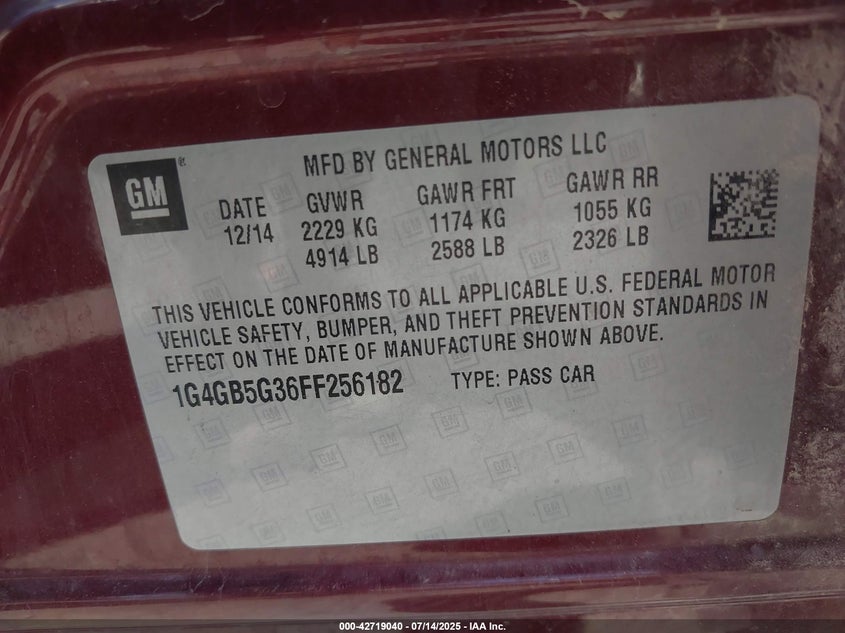 GM®
MFD BY GENERAL MOTORS LLC
DATE GVWR GAWR FRT GAWR RR
12/14 2229 KG 1174 KG 1055 KG
4914 LB 2588 LB 2326 LB
THIS VEHICLE CONFORMS TO ALL APPLICABLE U.S. FEDERAL MOTOR
VEHICLE SAFETY, BUMPER, AND THEFT PREVENTION STANDARDS IN
EFFECT ON THE DATE OF MANUFACTURE SHOWN ABOVE.
1G4GB5G36FF256182 TYPE: PASS CAR
000-42719040 - 07/14/2025 - IAA Inc.